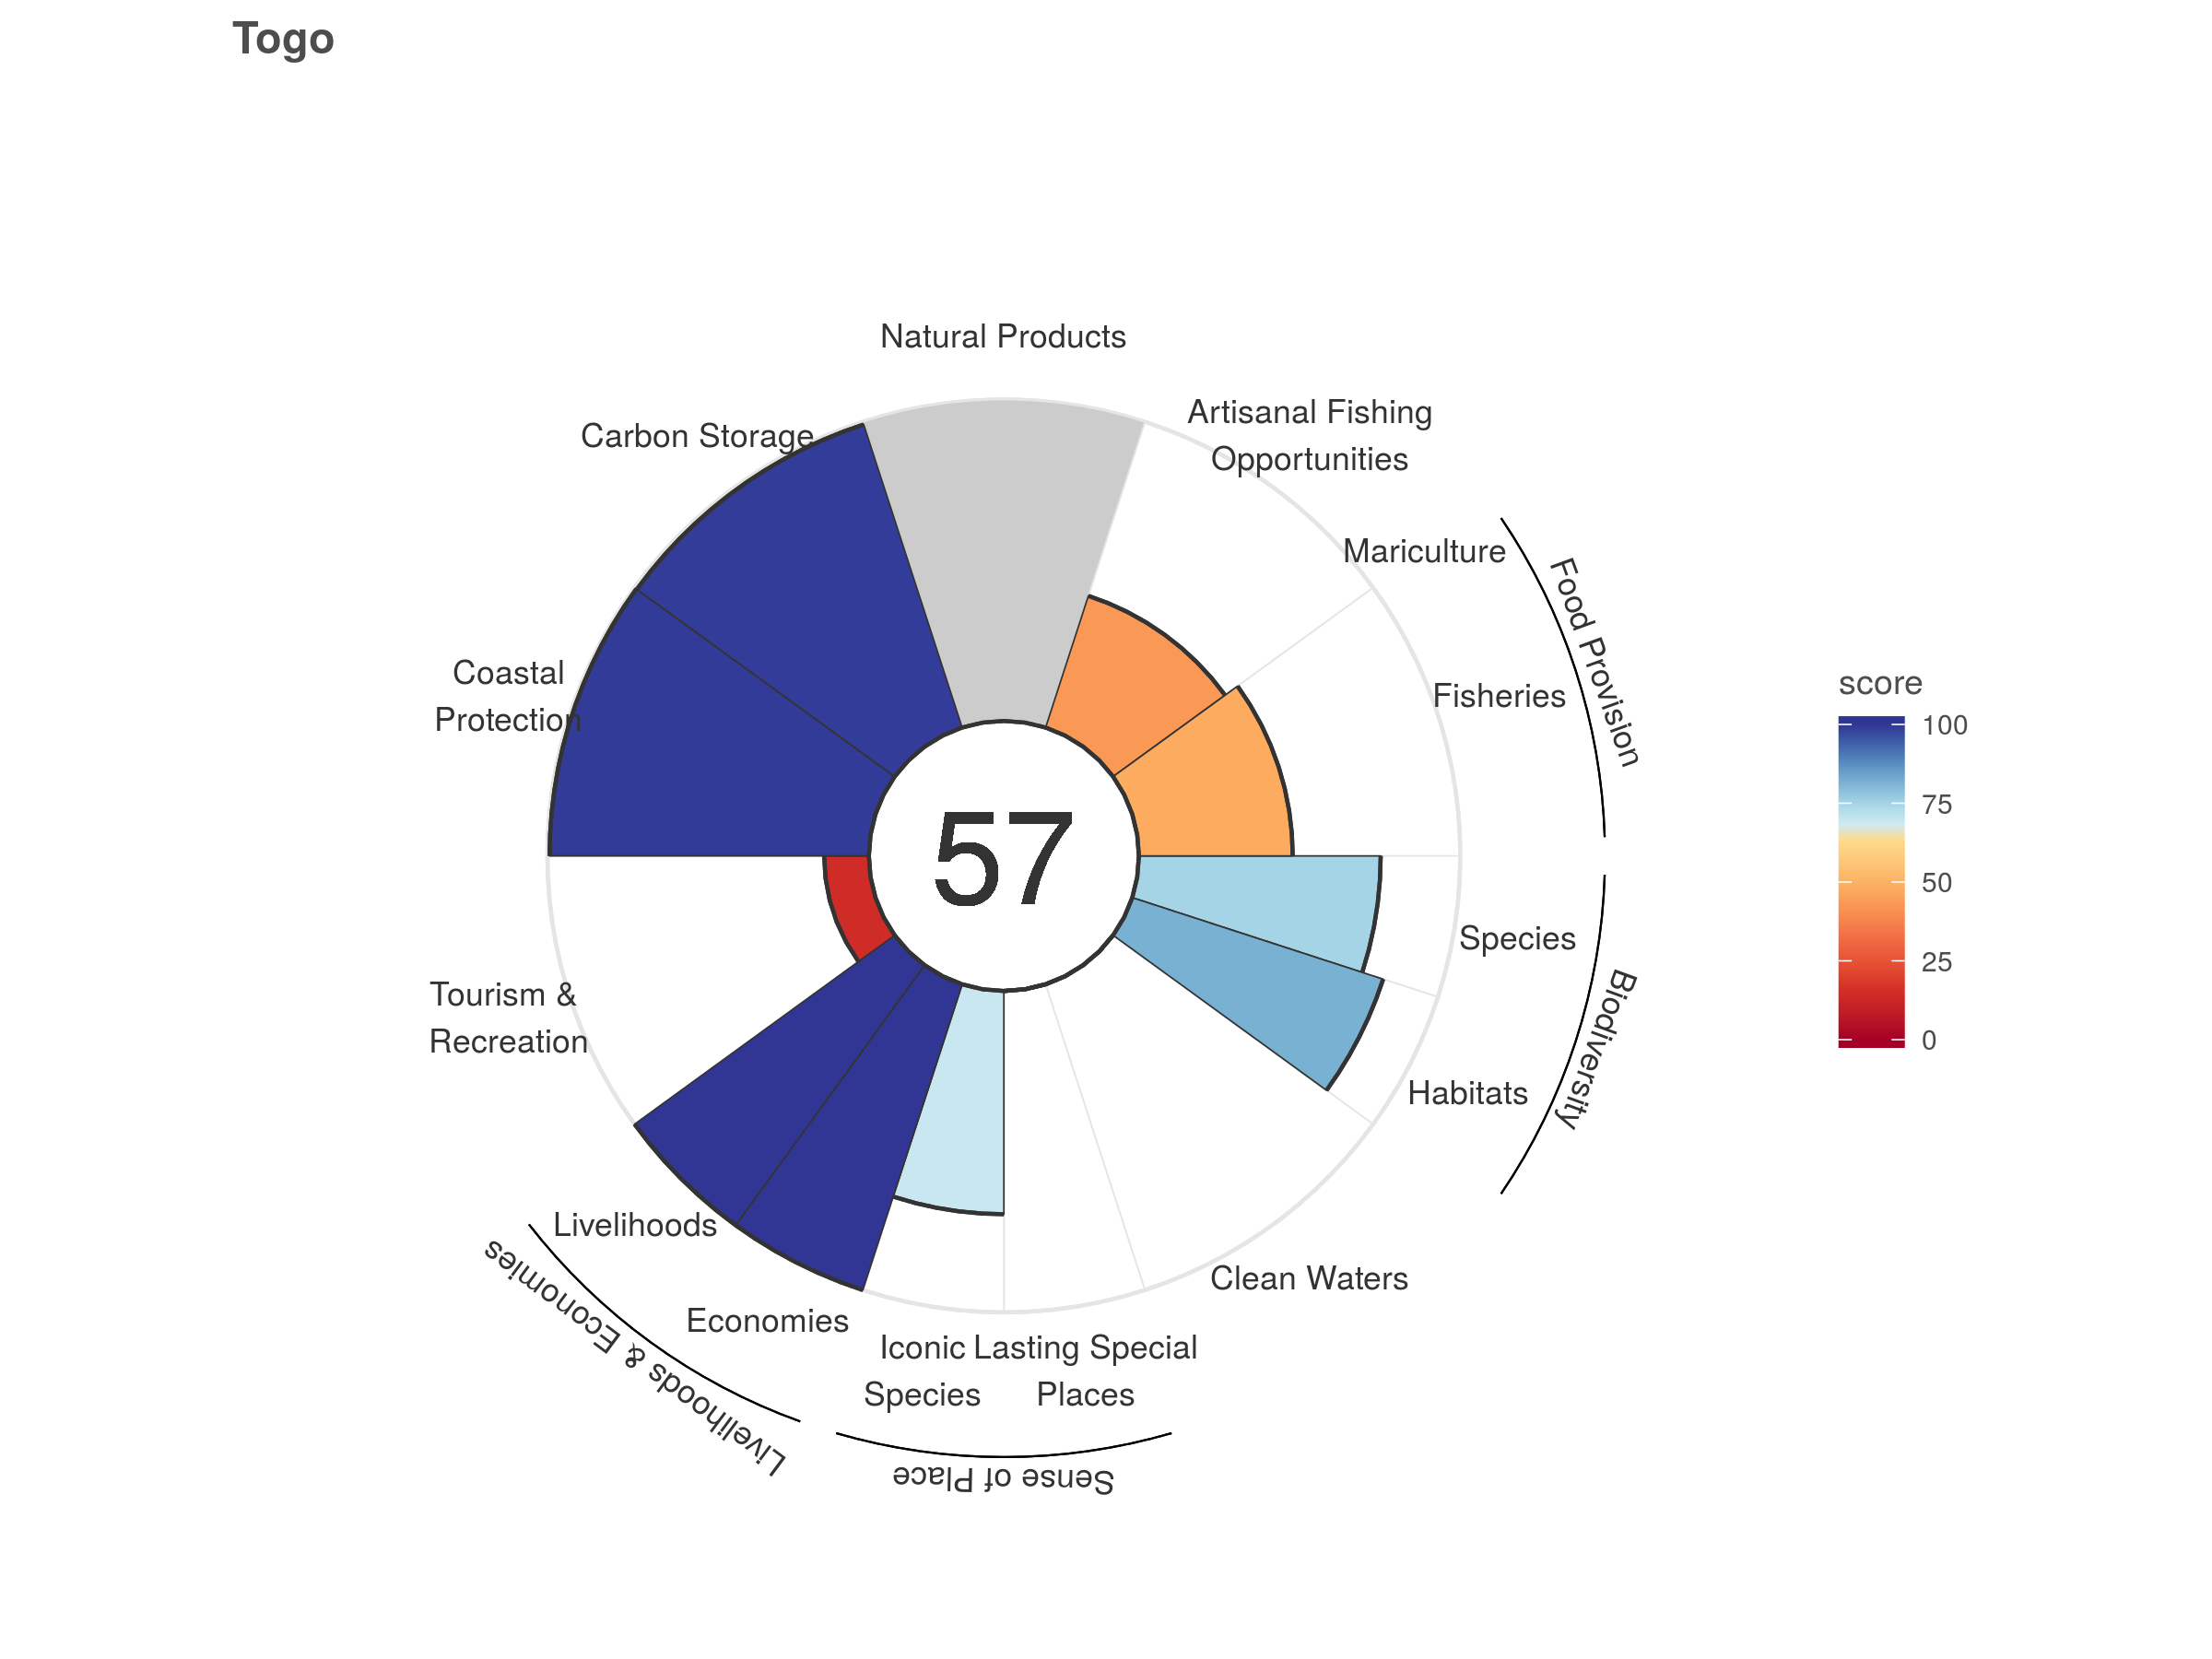 Togo
Natural Products
Artisanal Fishing
Opportunities
Carbon Storage
Mariculture
Food Provision
Fisheries
Coastal
Protection
57
score
100
75
50
25
0
Species
Biodiversity
Habitats
Tourism &
Recreation
Livelihoods
Clean Waters
Economies
Livelihoods & Economies
Iconic
Species
Lasting Special
Places
Sense of Place